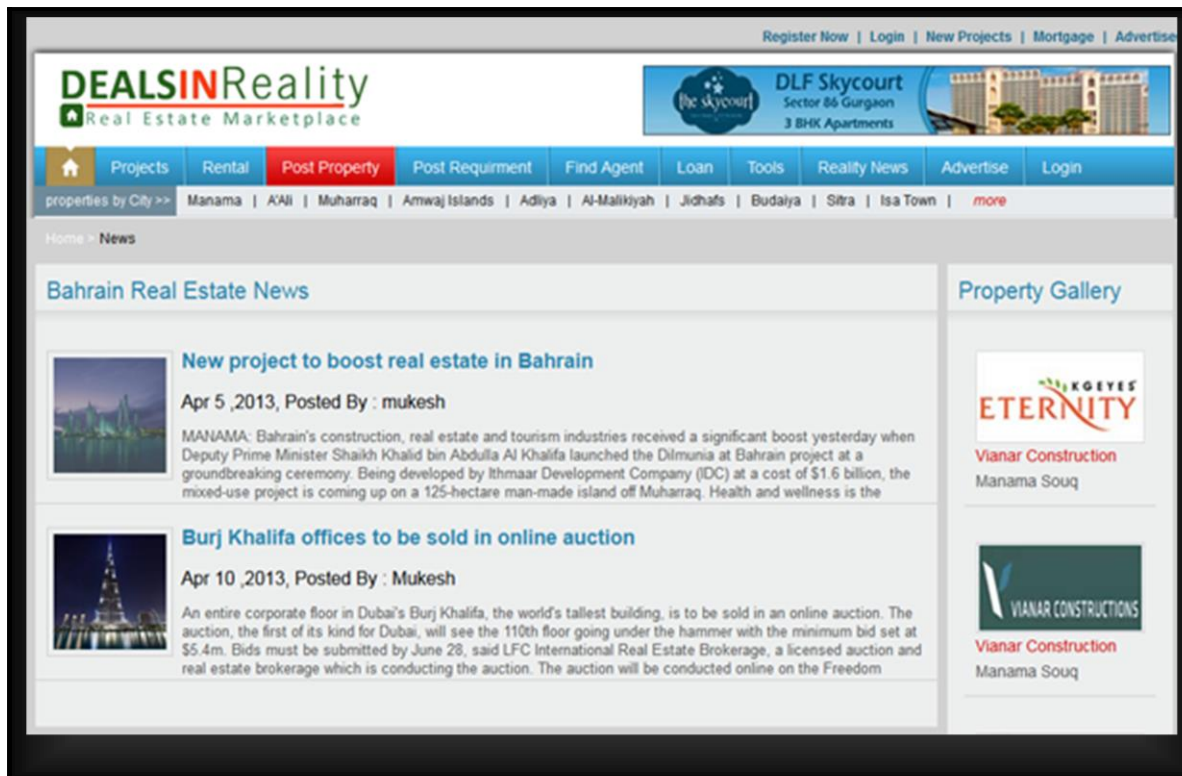 Register Now | Login | New Projects | Mortgage | Advertise
DEALSINReality
Real Estate Marketplace
the skycourt
DLF Skycourt
Sector 86 Gurgaon
3 BHK Apartments
Projects Rental Post Property Post Requirment Find Agent Loan Tools Reality News Advertise Login
properties by City >> Manama | A'Ali | Muharraq | Amwaj Islands | Adliya | Al-Malikiyah | Jidhafs | Budaiya | Sitra | Isa Town | more
Home > News
Bahrain Real Estate News
New project to boost real estate in Bahrain
Apr 5 ,2013, Posted By : mukesh
MANAMA: Bahrain's construction, real estate and tourism industries received a significant boost yesterday when
Deputy Prime Minister Shaikh Khalid bin Abdulla Al Khalifa launched the Dilmunia at Bahrain project at a
groundbreaking ceremony. Being developed by Ithmaar Development Company (IDC) at a cost of $1.6 billion, the
mixed-use project is coming up on a 125-hectare man-made island off Muharraq. Health and wellness is the
Burj Khalifa offices to be sold in online auction
Apr 10 ,2013, Posted By : Mukesh
An entire corporate floor in Dubai's Burj Khalifa, the world's tallest building, is to be sold in an online auction. The
auction, the first of its kind for Dubai, will see the 110th floor going under the hammer with the minimum bid set at
$5.4m. Bids must be submitted by June 28, said LFC International Real Estate Brokerage, a licensed auction and
real estate brokerage which is conducting the auction. The auction will be conducted online on the Freedom
Property Gallery
KGEYES
ETERNITY
Vianar Construction
Manama Souq
VIANAR CONSTRUCTIONS
Vianar Construction
Manama Souq